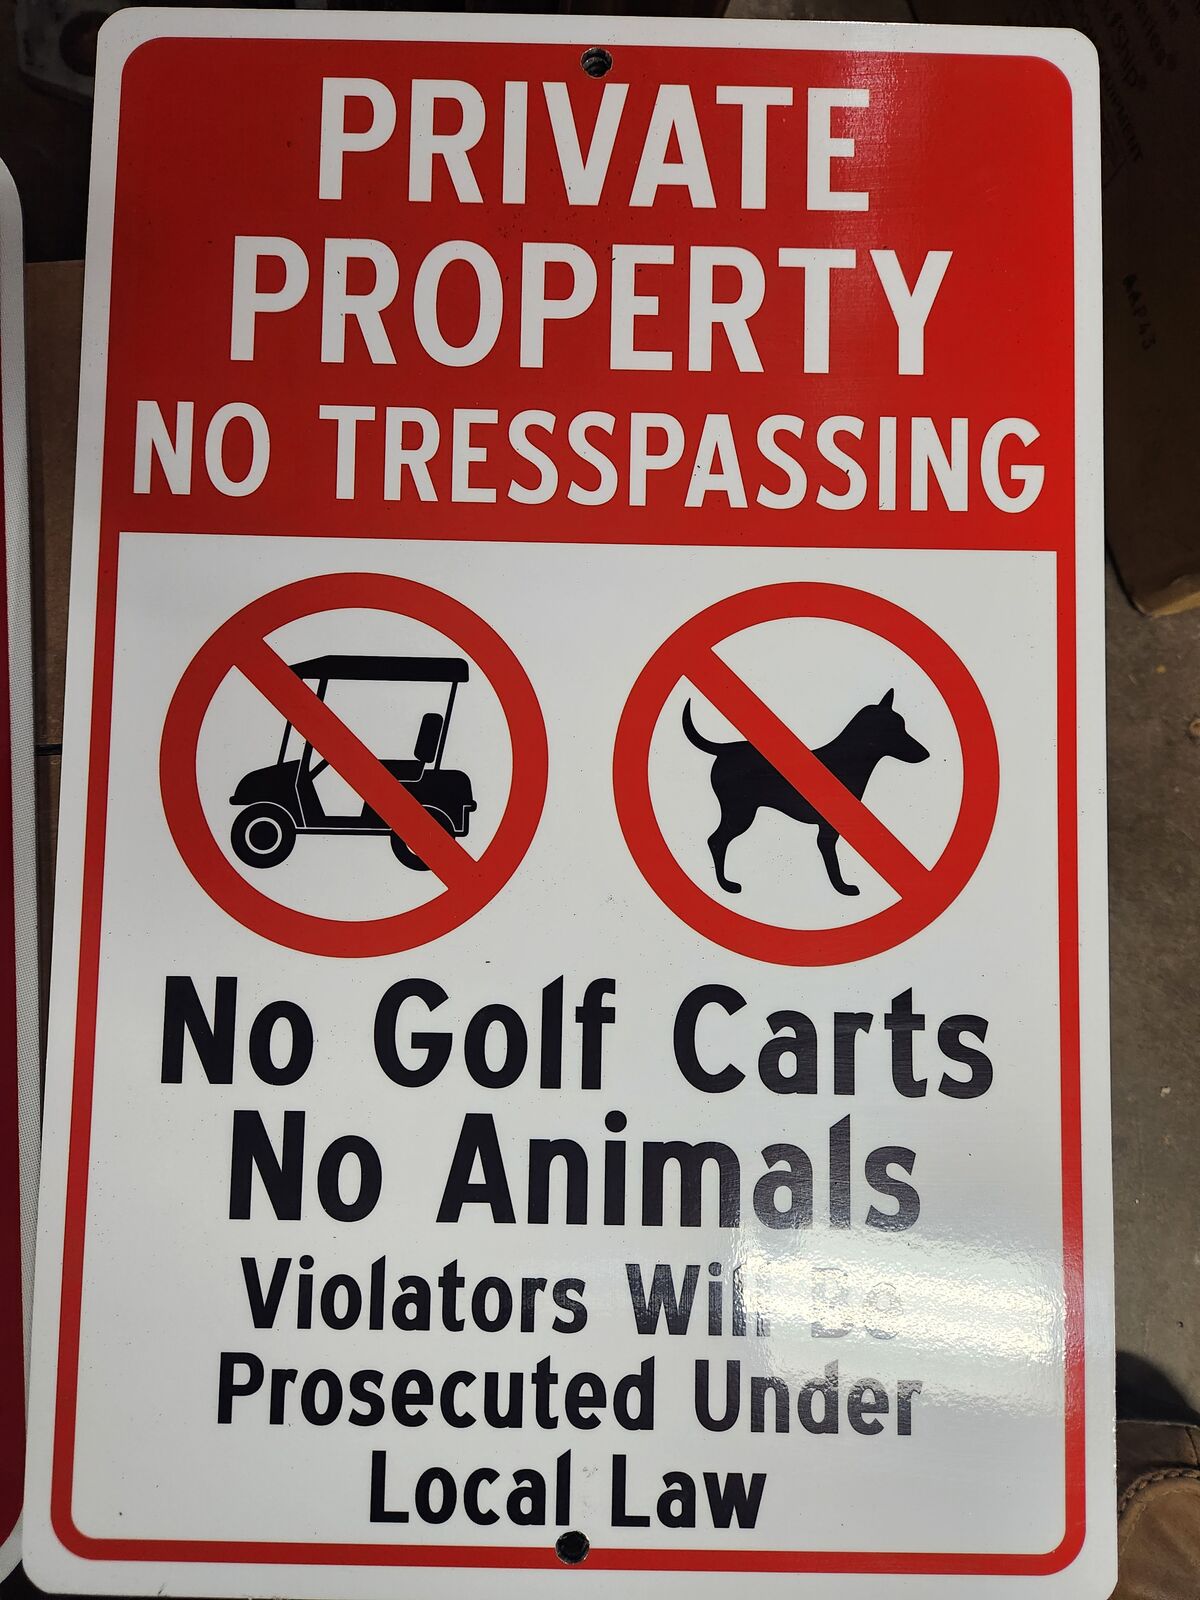 PRIVATE
PROPERTY
NO TRESSPASSING
No Golf Carts
No Animals
Violators Will Be
Prosecuted Under
Local Law